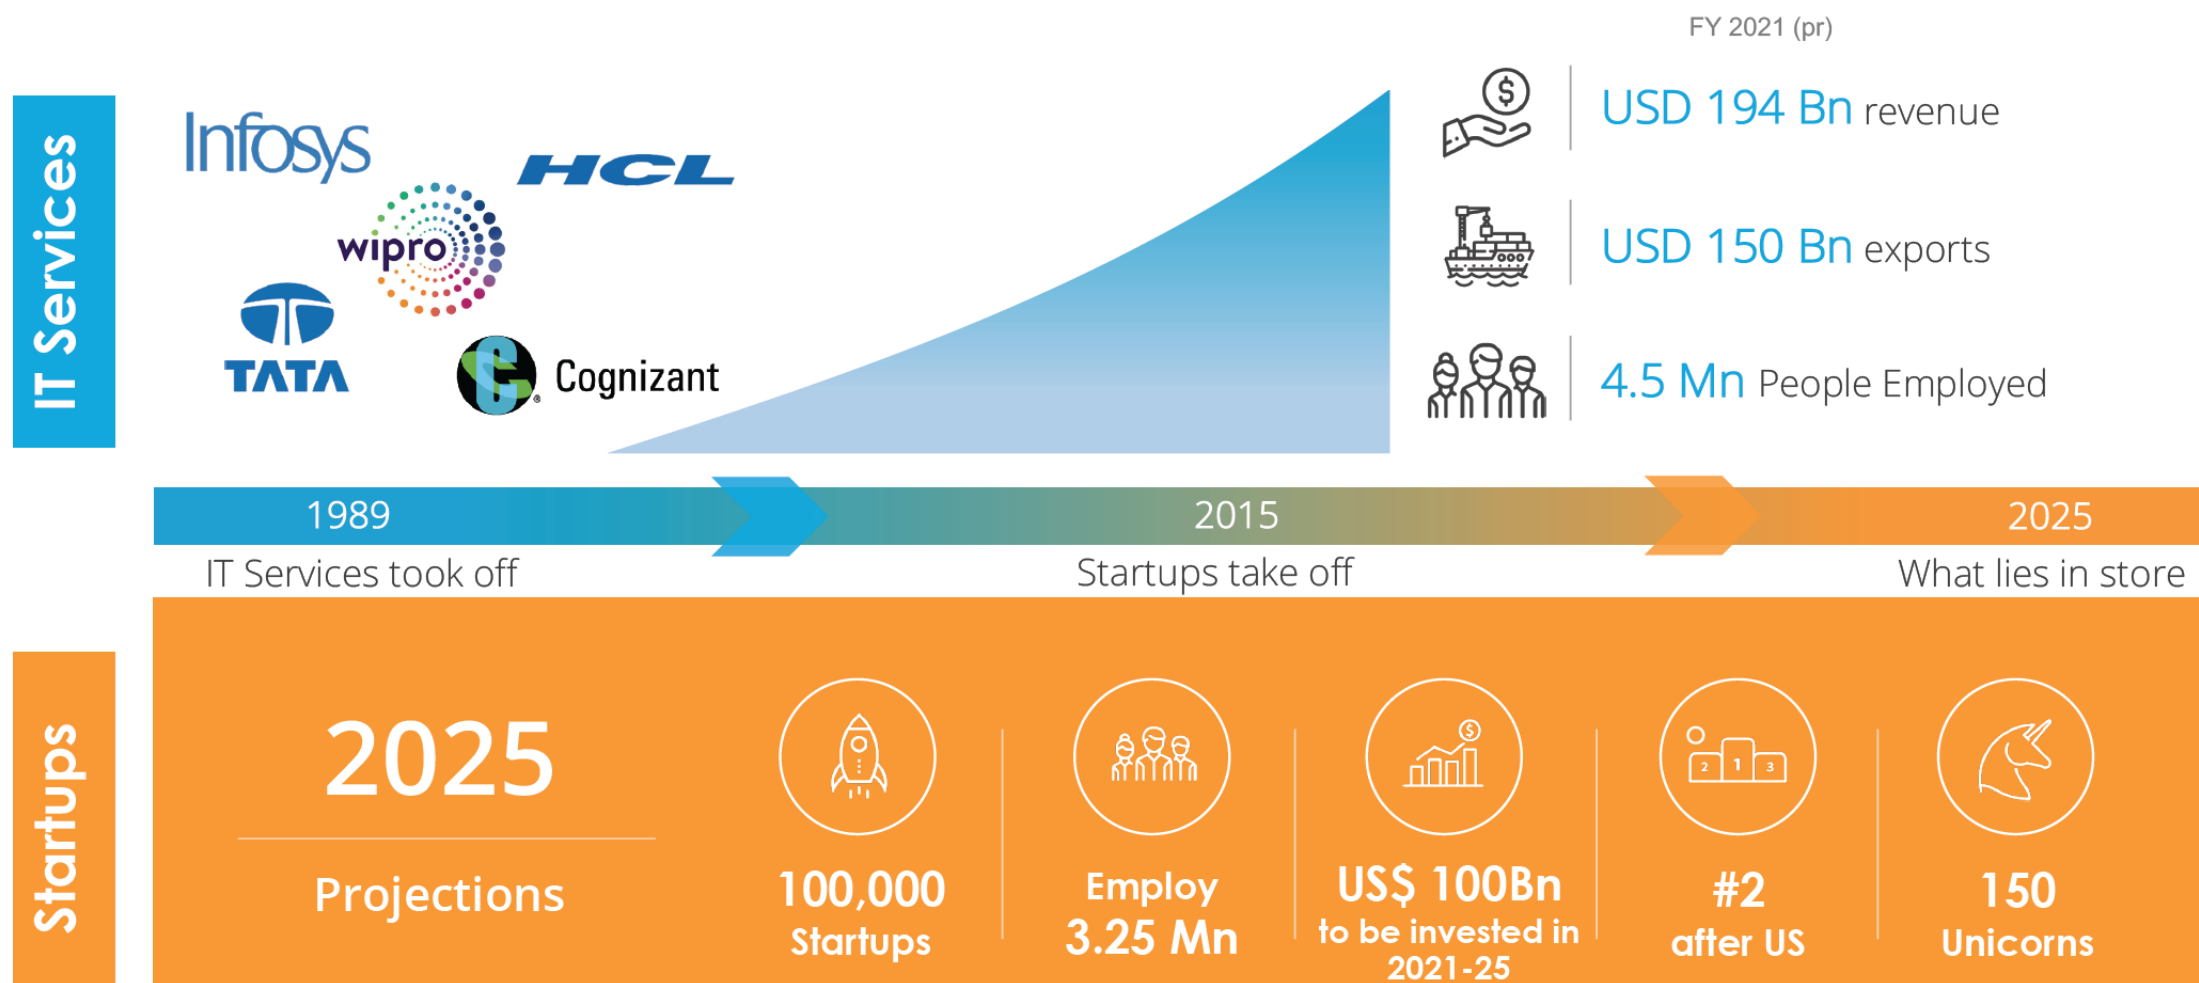 FY 2021 (pr)
IT Services
Infosys
HCL
wipro
TATA
Cognizant
USD 194 Bn revenue
USD 150 Bn exports
4.5 Mn People Employed
1989
2015
2025
IT Services took off
Startups take off
What lies in store
Startups
2025
Projections
100,000
Startups
Employ
3.25 Mn
US$ 100Bn
to be invested in
2021-25
2 1 3
#2
after US
150
Unicorns